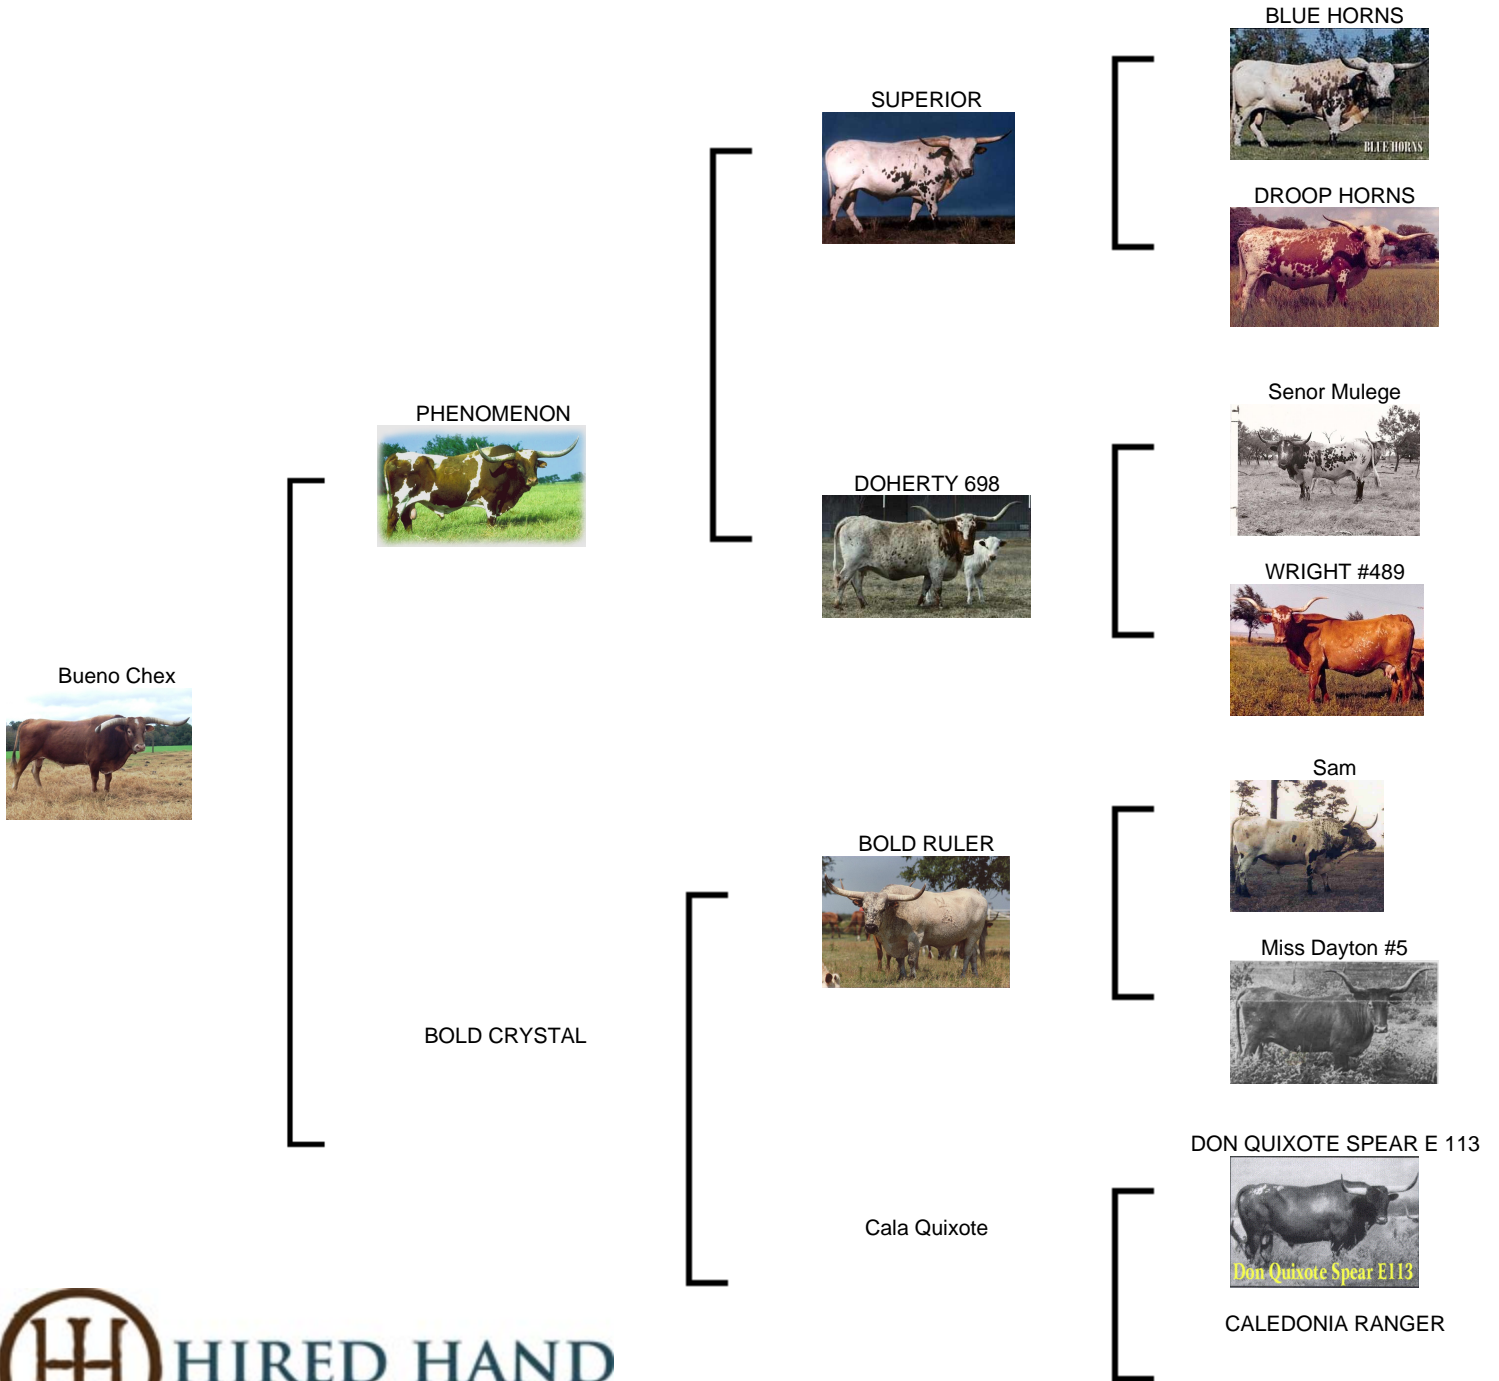 BLUE HORNS
BLUE HORNS
SUPERIOR
DROOP HORNS
Senor Mulege
PHENOMENON
DOHERTY 698
WRIGHT #489
Bueno Chex
Sam
BOLD RULER
Miss Dayton #5
BOLD CRYSTAL
DON QUIXOTE SPEAR E 113
Cala Quixote
Don Quixote Spear E113
CALEDONIA RANGER
HIRED HAND